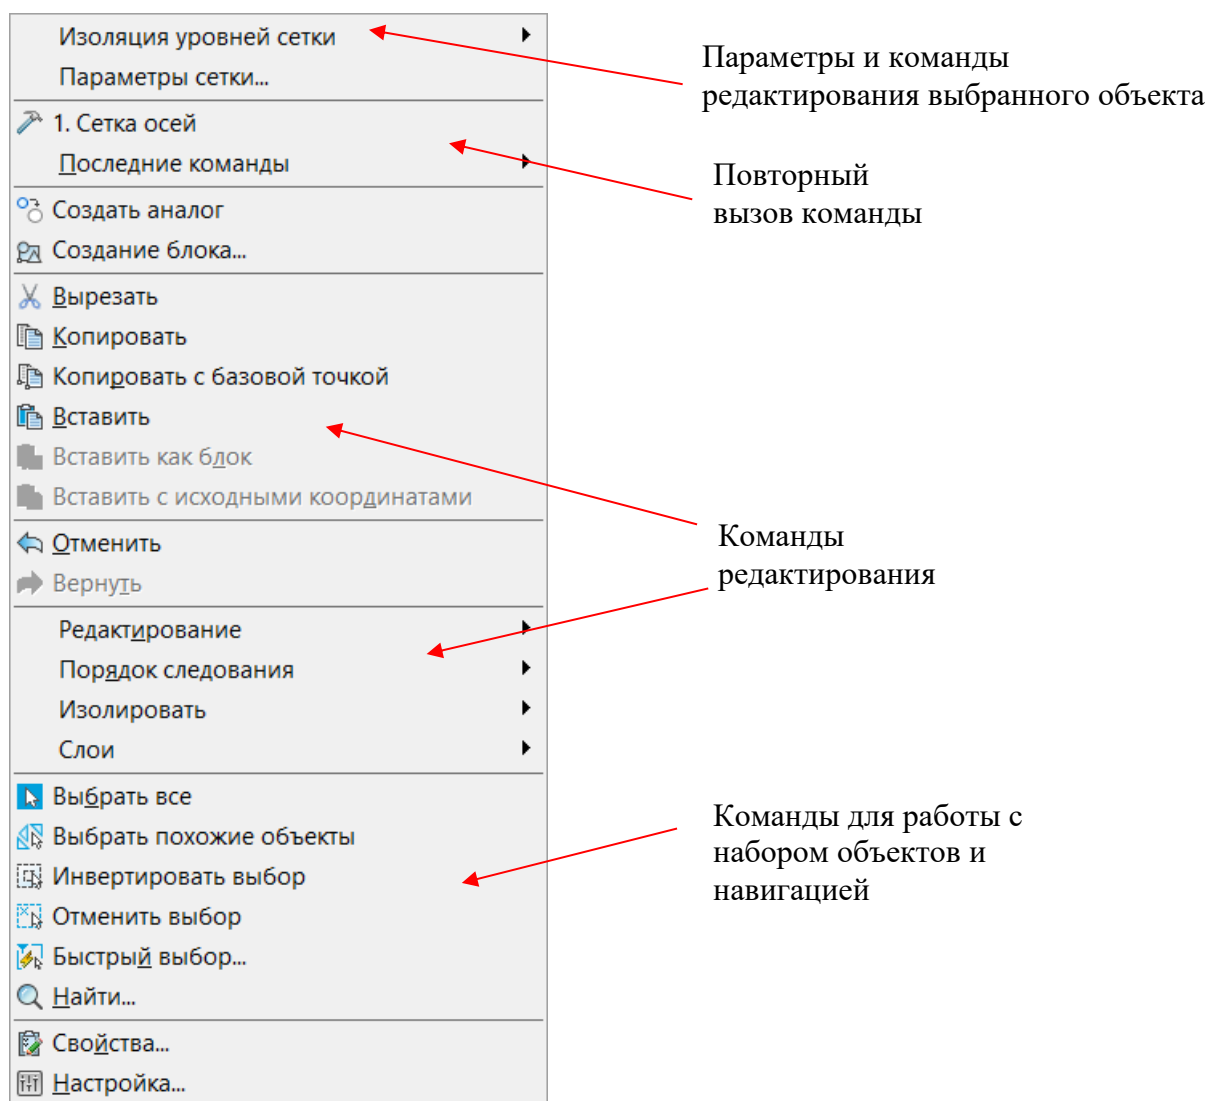 Изоляция уровней сетки
Параметры сетки...
1. Сетка осей
Последние команды
Создать аналог
Создание блока...
Вырезать
Копировать
Копировать с базовой точкой
Вставить
Вставить как блок
Вставить с исходными координатами
Отменить
Вернуть
Редактирование
Порядок следования
Изолировать
Слои
Выбрать все
Выбрать похожие объекты
Инвертировать выбор
Отменить выбор
Быстрый выбор...
Найти...
Свойства...
Настройка...
Параметры и команды
редактирования выбранного объекта
Повторный
вызов команды
Команды
редактирования
Команды для работы с
набором объектов и
навигацией